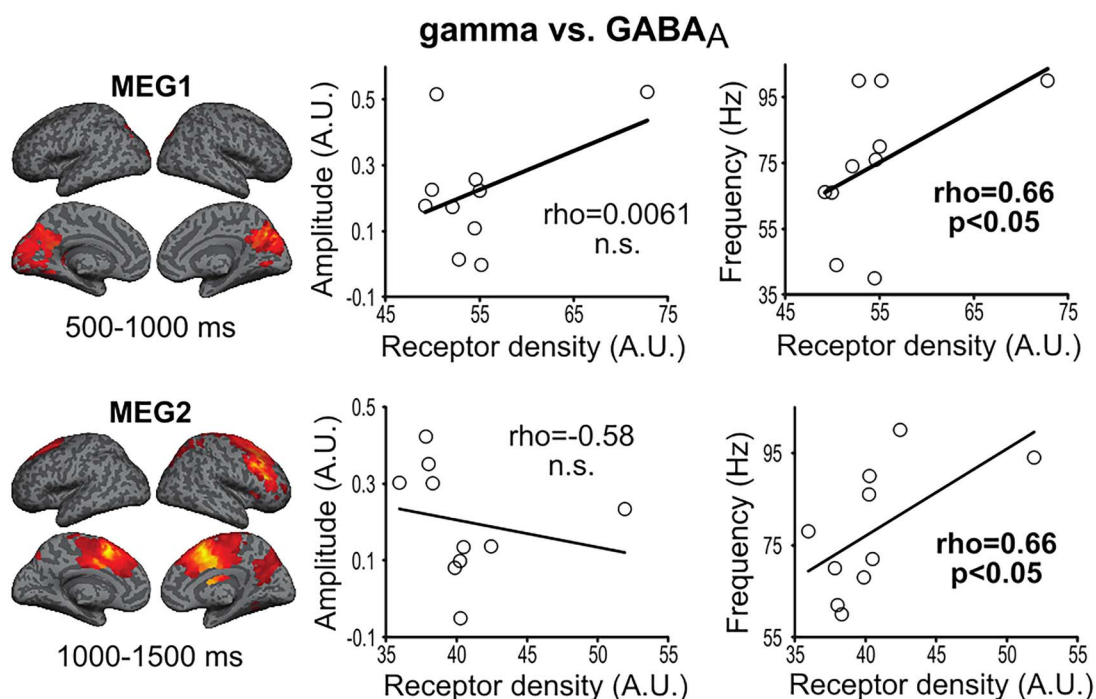 gamma vs. GABAA
MEG1
500-1000 ms
Amplitude (A.U.)
0.5
0.3
0.1
-0.1
45 55 65 75
Receptor density (A.U.)
rho=0.0061
n.s.
Frequency (Hz)
95
75
55
35
45 55 65 75
Receptor density (A.U.)
rho=0.66
p<0.05
MEG2
1000-1500 ms
Amplitude (A.U.)
0.5
0.3
0.1
-0.1
35 40 45 50 55
Receptor density (A.U.)
rho=-0.58
n.s.
Frequency (Hz)
95
75
55
35 40 45 50 55
Receptor density (A.U.)
rho=0.66
p<0.05